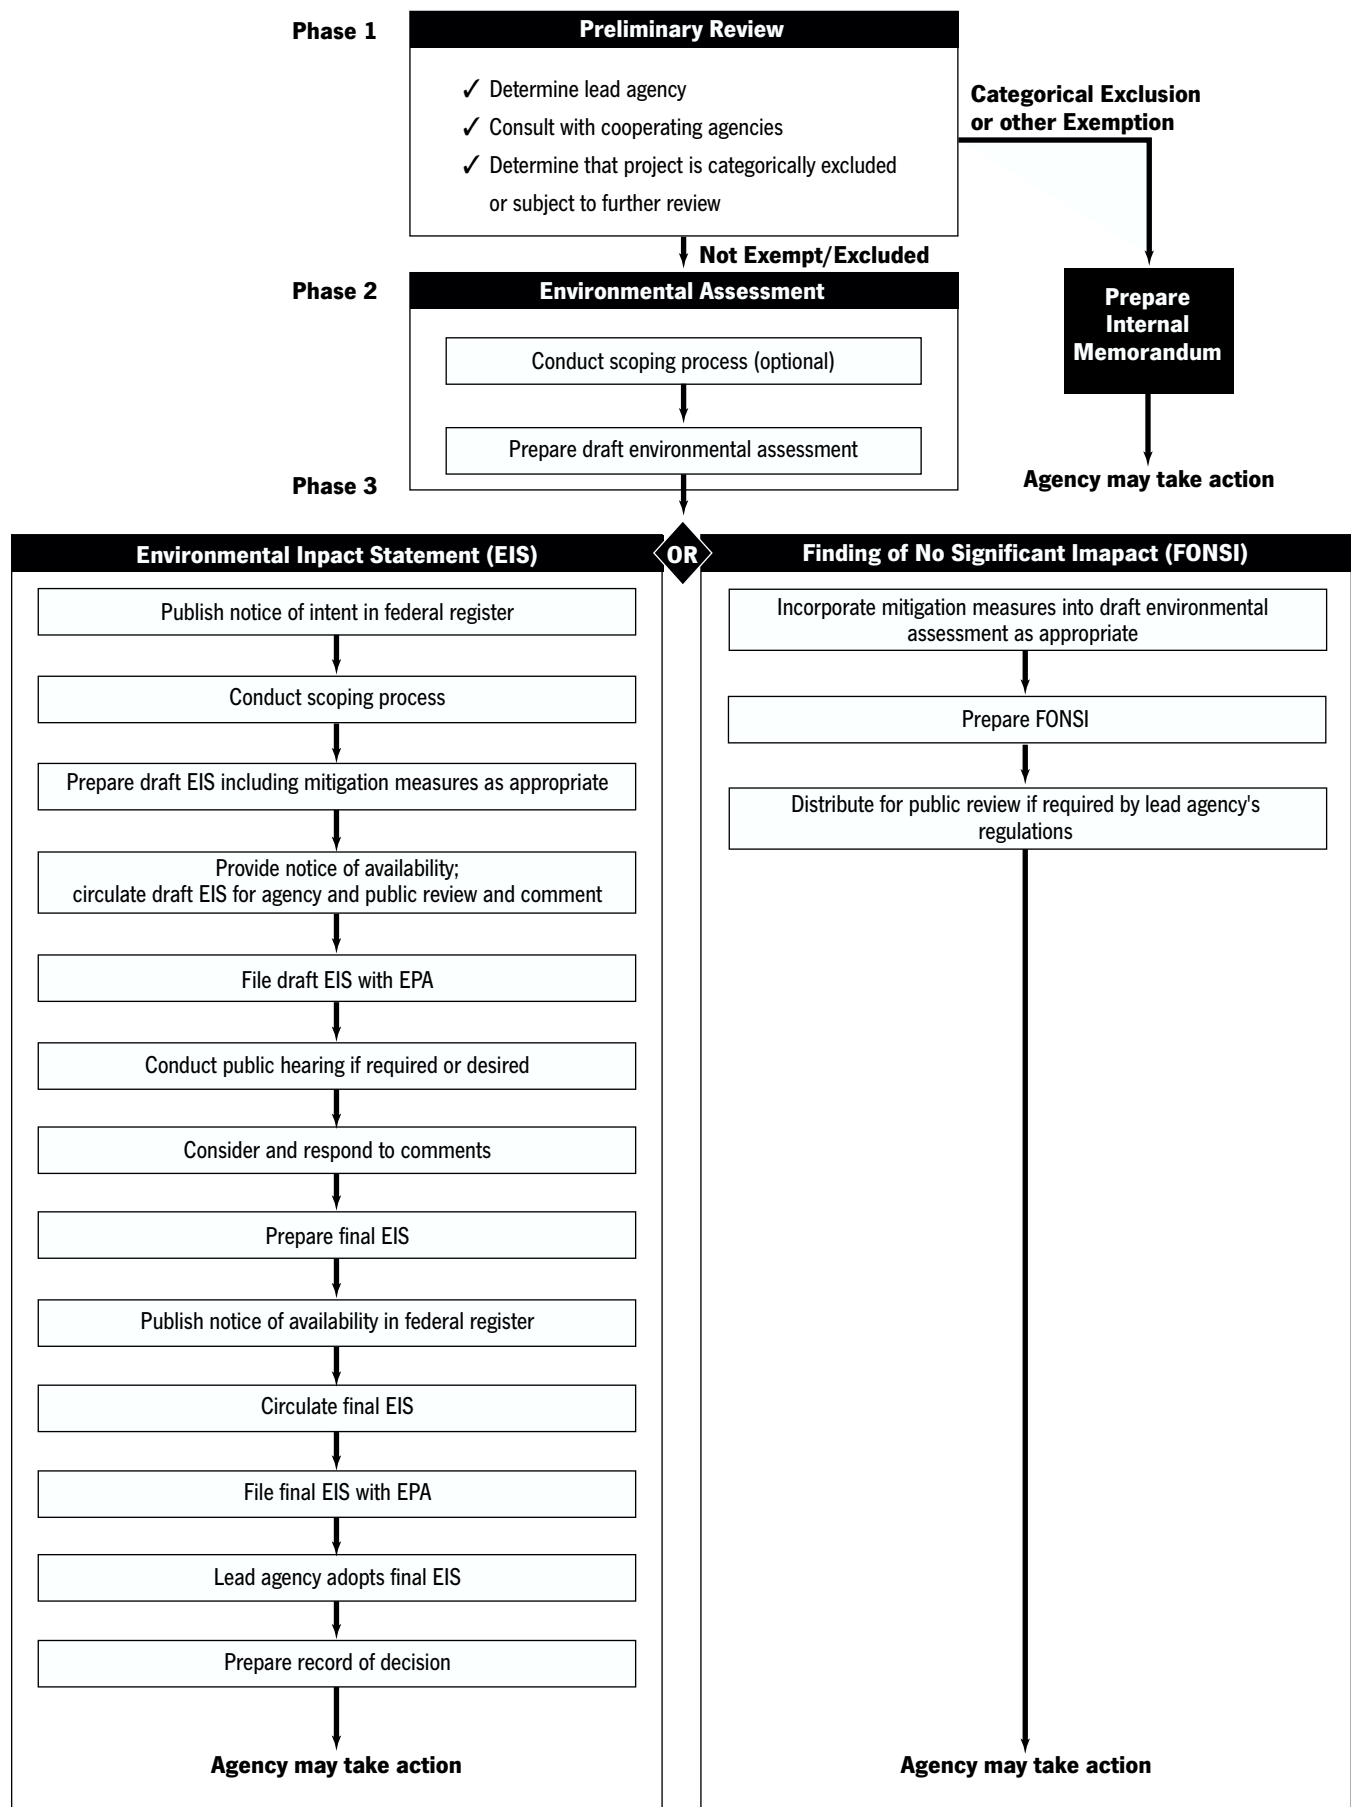 Phase 1
Preliminary Review
✓ Determine lead agency
✓ Consult with cooperating agencies
✓ Determine that project is categorically excluded
or subject to further review
Categorical Exclusion
or other Exemption
Not Exempt/Excluded
Phase 2
Environmental Assessment
Conduct scoping process (optional)
Prepare draft environmental assessment
Prepare
Internal
Memorandum
Agency may take action
Phase 3
OR
Environmental Inpact Statement (EIS)
Publish notice of intent in federal register
Conduct scoping process
Prepare draft EIS including mitigation measures as appropriate
Provide notice of availability;
circulate draft EIS for agency and public review and comment
File draft EIS with EPA
Conduct public hearing if required or desired
Consider and respond to comments
Prepare final EIS
Publish notice of availability in federal register
Circulate final EIS
File final EIS with EPA
Lead agency adopts final EIS
Prepare record of decision
Agency may take action
Finding of No Significant Imapact (FONSI)
Incorporate mitigation measures into draft environmental
assessment as appropriate
Prepare FONSI
Distribute for public review if required by lead agency's
regulations
Agency may take action